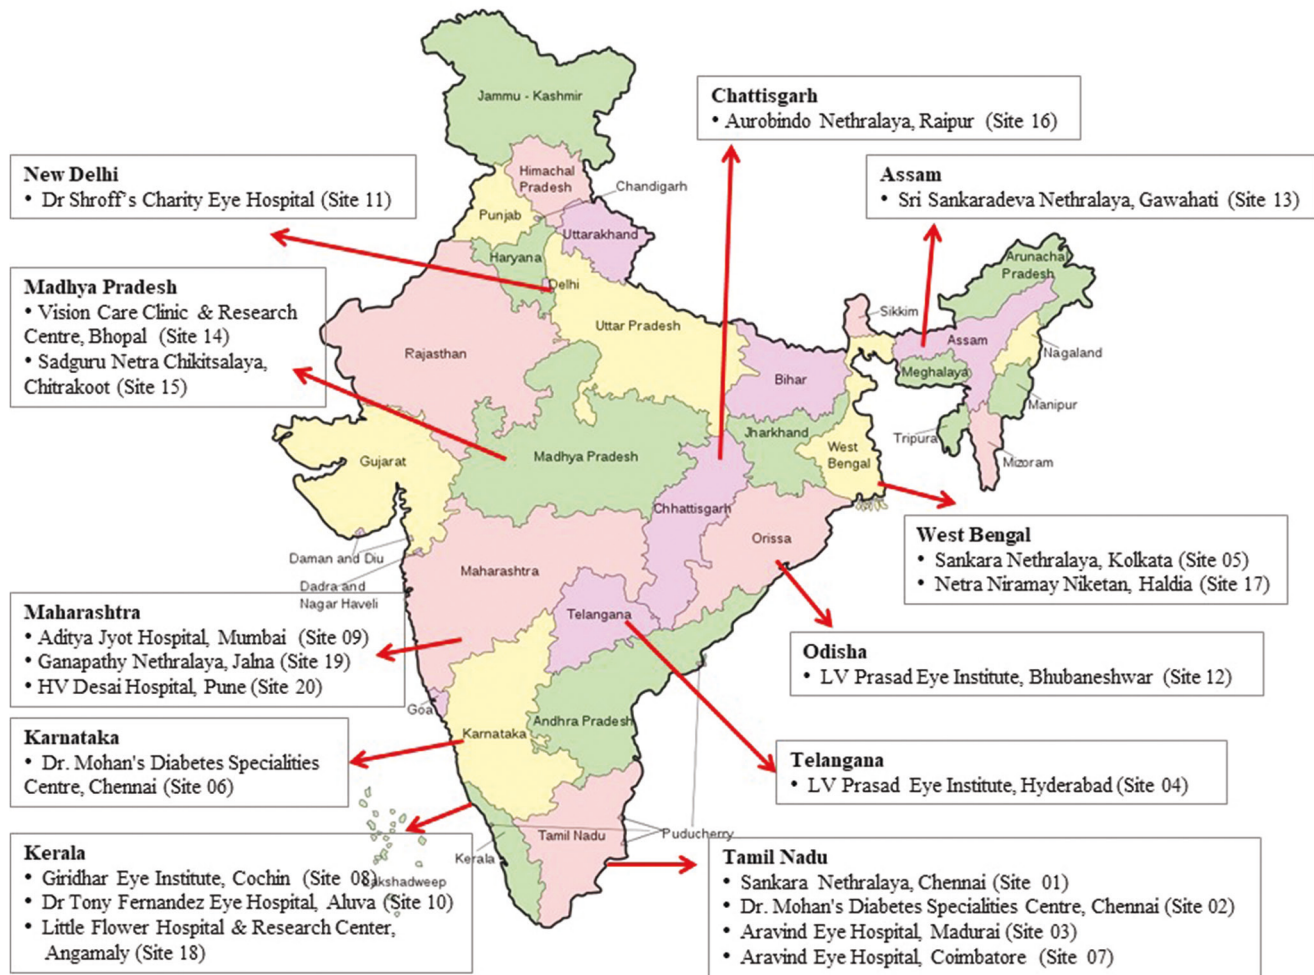 Jammu - Kashmir
Chattisgarh
• Aurobindo Nethralaya, Raipur (Site 16)
New Delhi
• Dr Shroff's Charity Eye Hospital (Site 11)
Himachal
Pradesh
Chandigarh
Punjab
Uttarakhand
Assam
• Sri Sankaradeva Nethralaya, Gawahati (Site 13)
Haryana
Delhi
Arunachal
Pradesh
Madhya Pradesh
• Vision Care Clinic & Research
Centre, Bhopal (Site 14)
• Sadguru Netra Chikitsalaya,
Chitrakoot (Site 15)
Rajasthan
Uttar Pradesh
Sikkim
Assam
Nagaland
Meghalaya
Bihar
Manipur
Jharkhand
Tripura
Mizoram
Gujarat
Madhya Pradesh
West
Bengal
Chhattisgarh
Orissa
Daman and Diu
Dadra and
Nagar Haveli
Maharashtra
Telangana
West Bengal
• Sankara Nethralaya, Kolkata (Site 05)
• Netra Niramay Niketan, Haldia (Site 17)
Maharashtra
• Aditya Jyot Hospital, Mumbai (Site 09)
• Ganapathy Nethralaya, Jalna (Site 19)
• HV Desai Hospital, Pune (Site 20)
Odisha
• LV Prasad Eye Institute, Bhubaneshwar (Site 12)
Goa
Karnataka
Andhra Pradesh
Karnataka
• Dr. Mohan's Diabetes Specialities
Centre, Chennai (Site 06)
Telangana
• LV Prasad Eye Institute, Hyderabad (Site 04)
Tamil Nadu
Puducherry
Kerala
Lakshadweep
Kerala
• Giridhar Eye Institute, Cochin (Site 08)
• Dr Tony Fernandez Eye Hospital, Aluva (Site 10)
• Little Flower Hospital & Research Center,
Angamaly (Site 18)
Tamil Nadu
• Sankara Nethralaya, Chennai (Site 01)
• Dr. Mohan's Diabetes Specialities Centre, Chennai (Site 02)
• Aravind Eye Hospital, Madurai (Site 03)
• Aravind Eye Hospital, Coimbatore (Site 07)